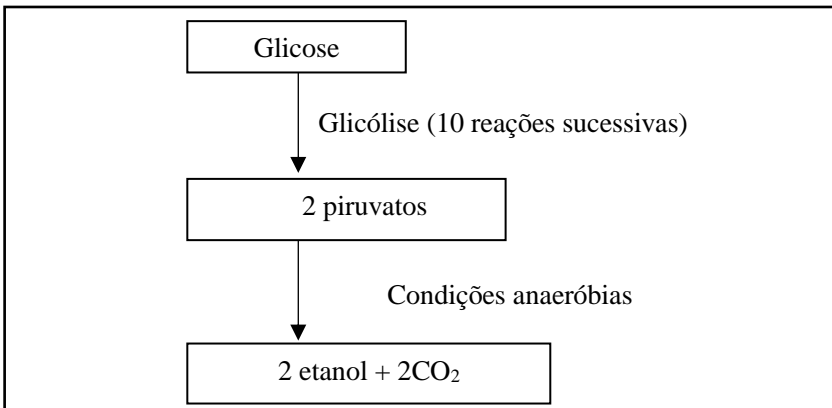 Glicose
Glicólise (10 reações sucessivas)
2 piruvatos
Condições anaeróbias
2 etanol + 2CO₂